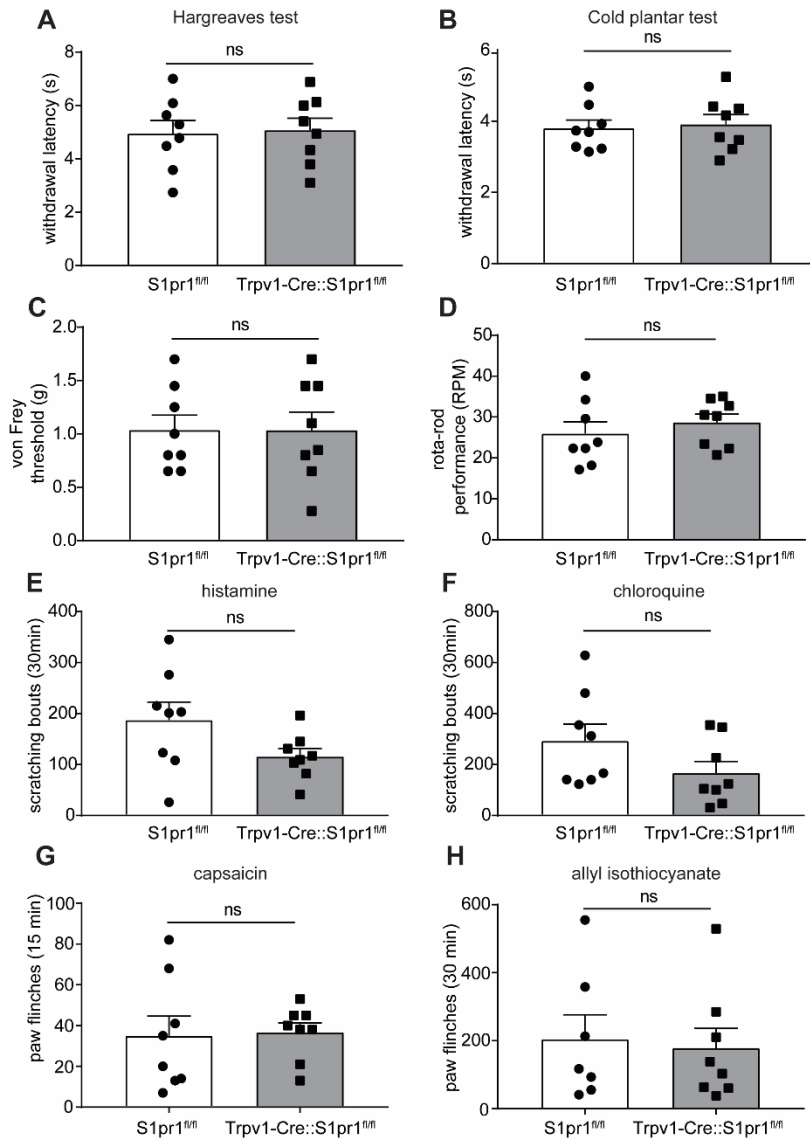 A
Hargreaves test
withdrawal latency (s)
8
6
4
2
0
ns
S1pr1fl/fl
Trpv1-Cre::S1pr1fl/fl
B
Cold plantar test
withdrawal latency (s)
6
4
2
0
ns
S1pr1fl/fl
Trpv1-Cre::S1pr1fl/fl
C
von Frey
threshold (g)
2.0
1.5
1.0
0.5
0.0
ns
S1pr1fl/fl
Trpv1-Cre::S1pr1fl/fl
D
rota-rod
performance (RPM)
50
40
30
20
10
0
ns
S1pr1fl/fl
Trpv1-Cre::S1pr1fl/fl
E
histamine
scratching bouts (30min)
400
300
200
100
0
ns
S1pr1fl/fl
Trpv1-Cre::S1pr1fl/fl
F
chloroquine
scratching bouts (30min)
800
600
400
200
0
ns
S1pr1fl/fl
Trpv1-Cre::S1pr1fl/fl
G
capsaicin
paw flinches (15 min)
100
80
60
40
20
0
ns
S1pr1fl/fl
Trpv1-Cre::S1pr1fl/fl
H
allyl isothiocyanate
paw flinches (30 min)
600
400
200
0
ns
S1pr1fl/fl
Trpv1-Cre::S1pr1fl/fl